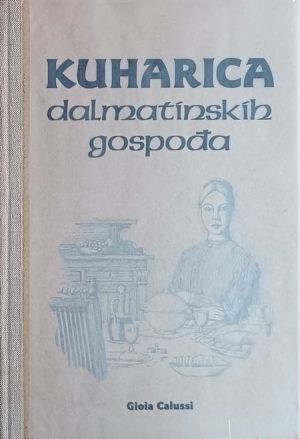 KUHARICA
dalmatinskih
gospođa
Gioia Calussi